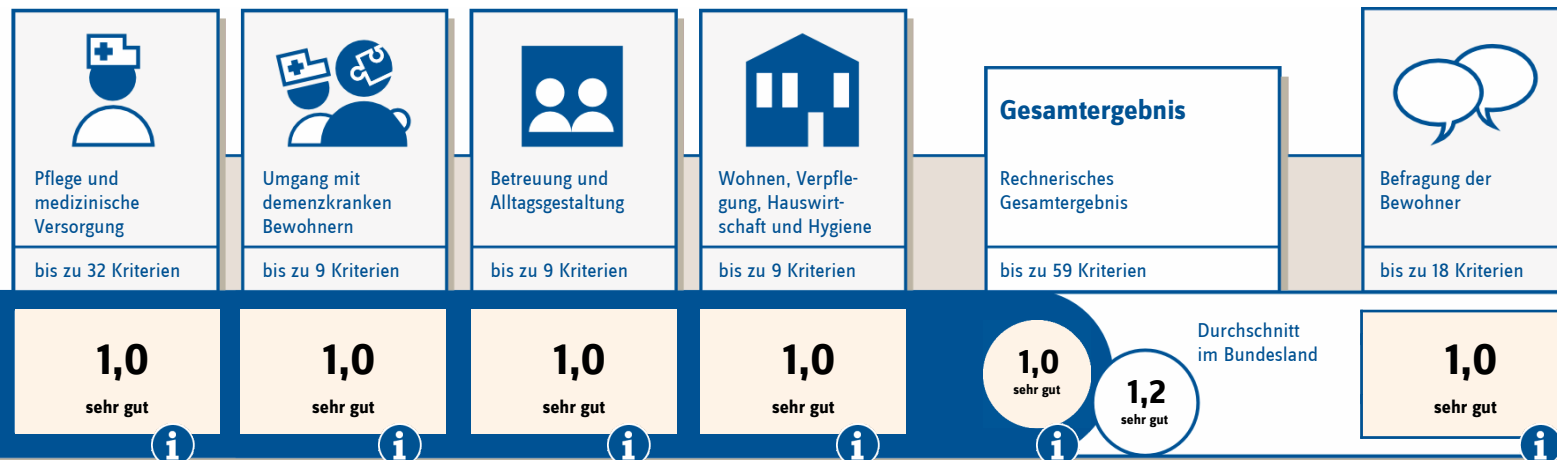 Pflege und
medizinische
Versorgung
bis zu 32 Kriterien
1,0
sehr gut
i
Umgang mit
demenzkranken
Bewohnern
bis zu 9 Kriterien
1,0
sehr gut
i
Betreuung und
Alltagsgestaltung
bis zu 9 Kriterien
1,0
sehr gut
i
Wohnen, Verpfle-
gung, Hauswirt-
schaft und Hygiene
bis zu 9 Kriterien
1,0
sehr gut
i
Gesamtergebnis
Rechnerisches
Gesamtergebnis
bis zu 59 Kriterien
1,0
sehr gut
i
1,2
sehr gut
Durchschnitt
im Bundesland
Befragung der
Bewohner
bis zu 18 Kriterien
1,0
sehr gut
i